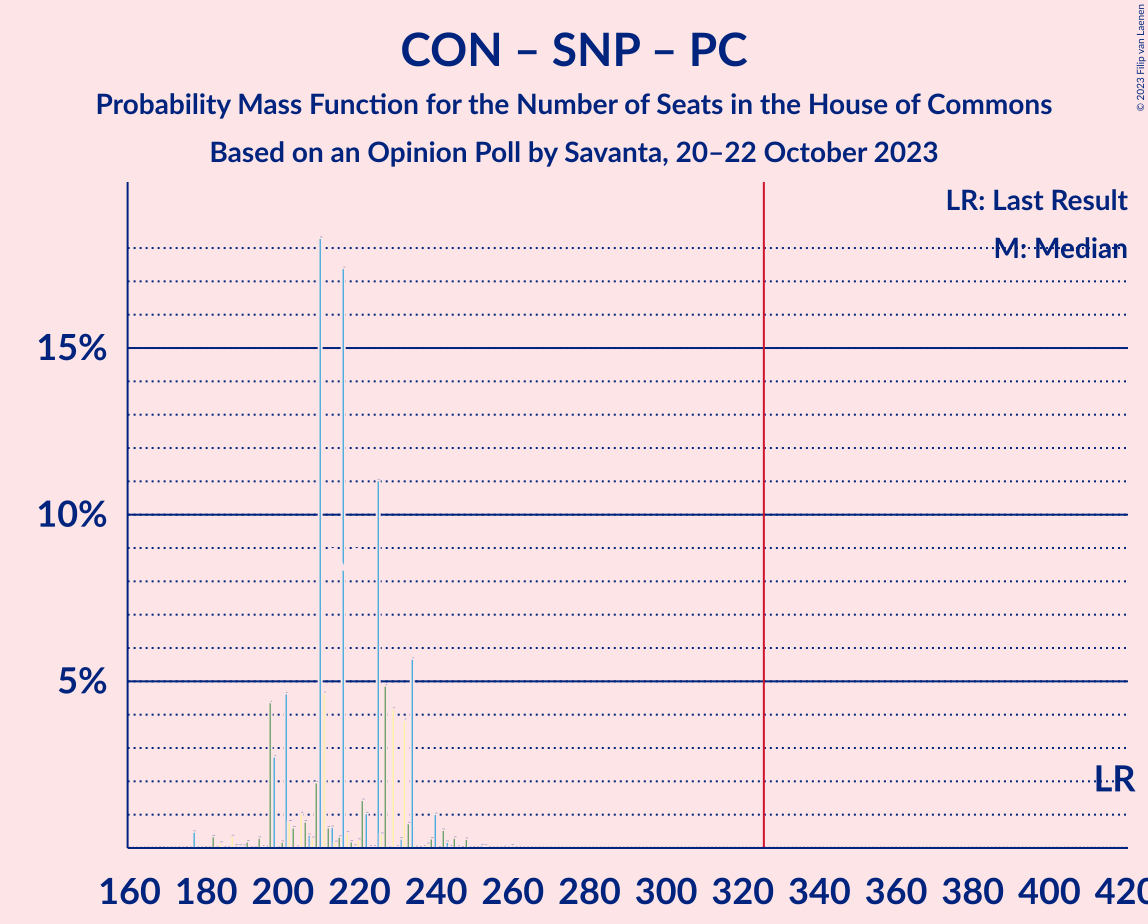 CON – SNP – PC
Probability Mass Function for the Number of Seats in the House of Commons
Based on an Opinion Poll by Savanta, 20–22 October 2023
© 2023 Filip van Laenen
LR: Last Result
M: Median
15%
10%
5%
LR
160 180 200 220 240 260 280 300 320 340 360 380 400 420